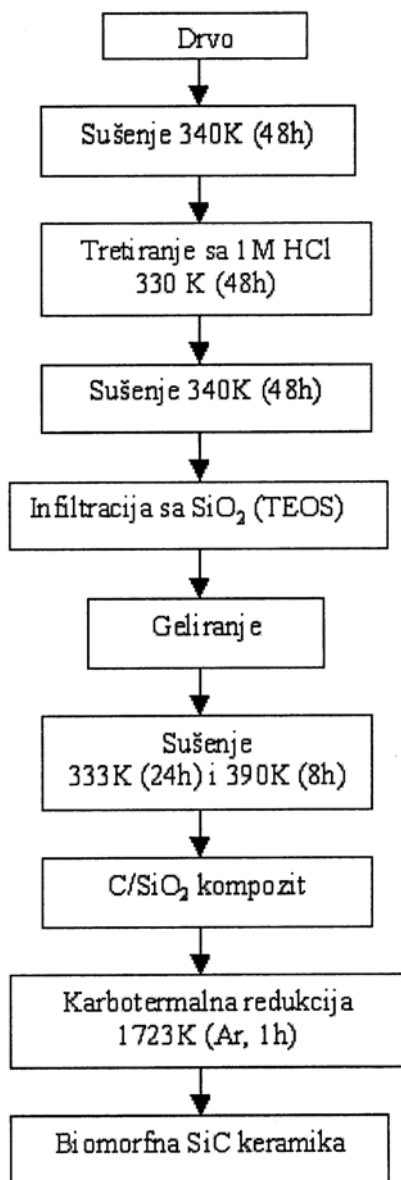 Drvo
Sušenje 340K (48h)
Tretiranje sa 1M HCl
330 K (48h)
Sušenje 340K (48h)
Infiltracija sa SiO₂ (TEOS)
Geliranje
Sušenje
333K (24h) i 390K (8h)
C/SiO₂ kompozit
Karbotermalna redukcija
1723K (Ar, 1h)
Biomorfna SiC keramika